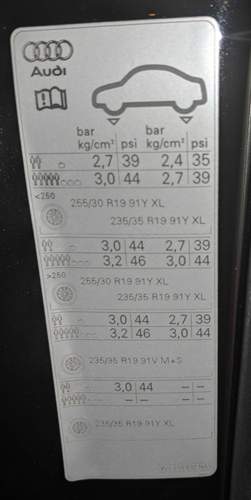 Audi
bar bar
kg/cm² psi kg/cm² psi
2,7 39 2,4 35
3,0 44 2,7 39
<250
255/30 R19 91Y XL
235/35 R19 91Y XL
3,0 44 2,7 39
3,2 46 3,0 44
>250
255/30 R19 91Y XL
235/35 R19 91Y XL
3,0 44 2,7 39
3,2 46 3,0 44
235/35 R19 91V M+S
3,0 44 – –
– – – –
235/35 R19 91Y XL